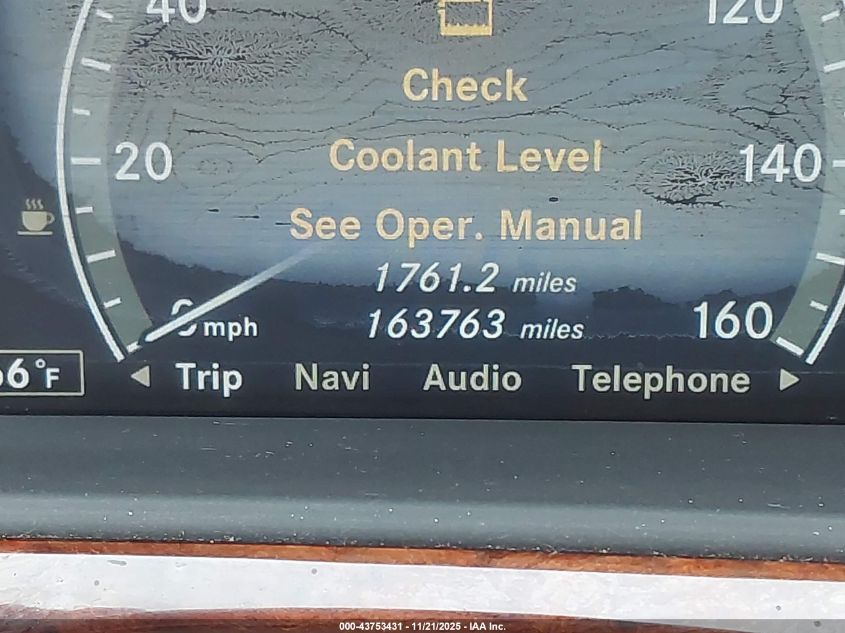 40 120
Check
20 Coolant Level 140
See Oper. Manual
1761.2 miles
0 mph 163763 miles 160
6°F Trip Navi Audio Telephone
000-43753431 - 11/21/2025 - IAA Inc.